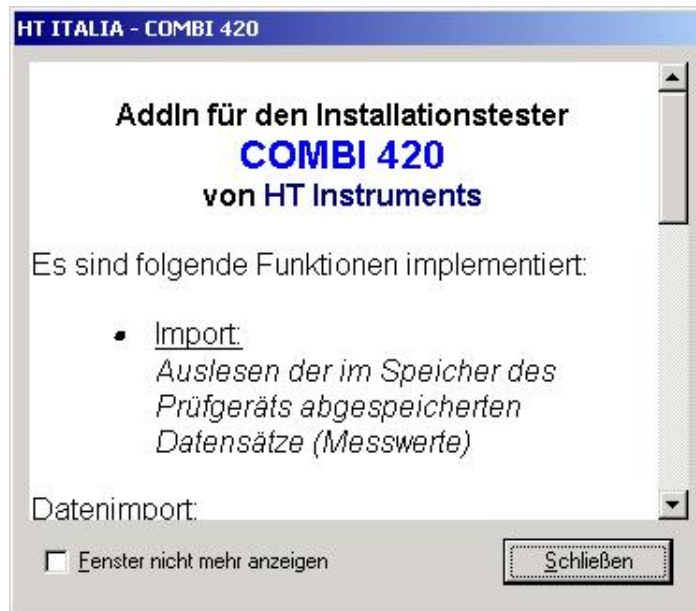 HT ITALIA - COMBI 420
AddIn für den Installationstester
COMBI 420
von HT Instruments
Es sind folgende Funktionen implementiert:
• Import:
Auslesen der im Speicher des
Prüfgeräts abgespeicherten
Datensätze (Messwerte)
Datenimport:
Fenster nicht mehr anzeigen
Schließen